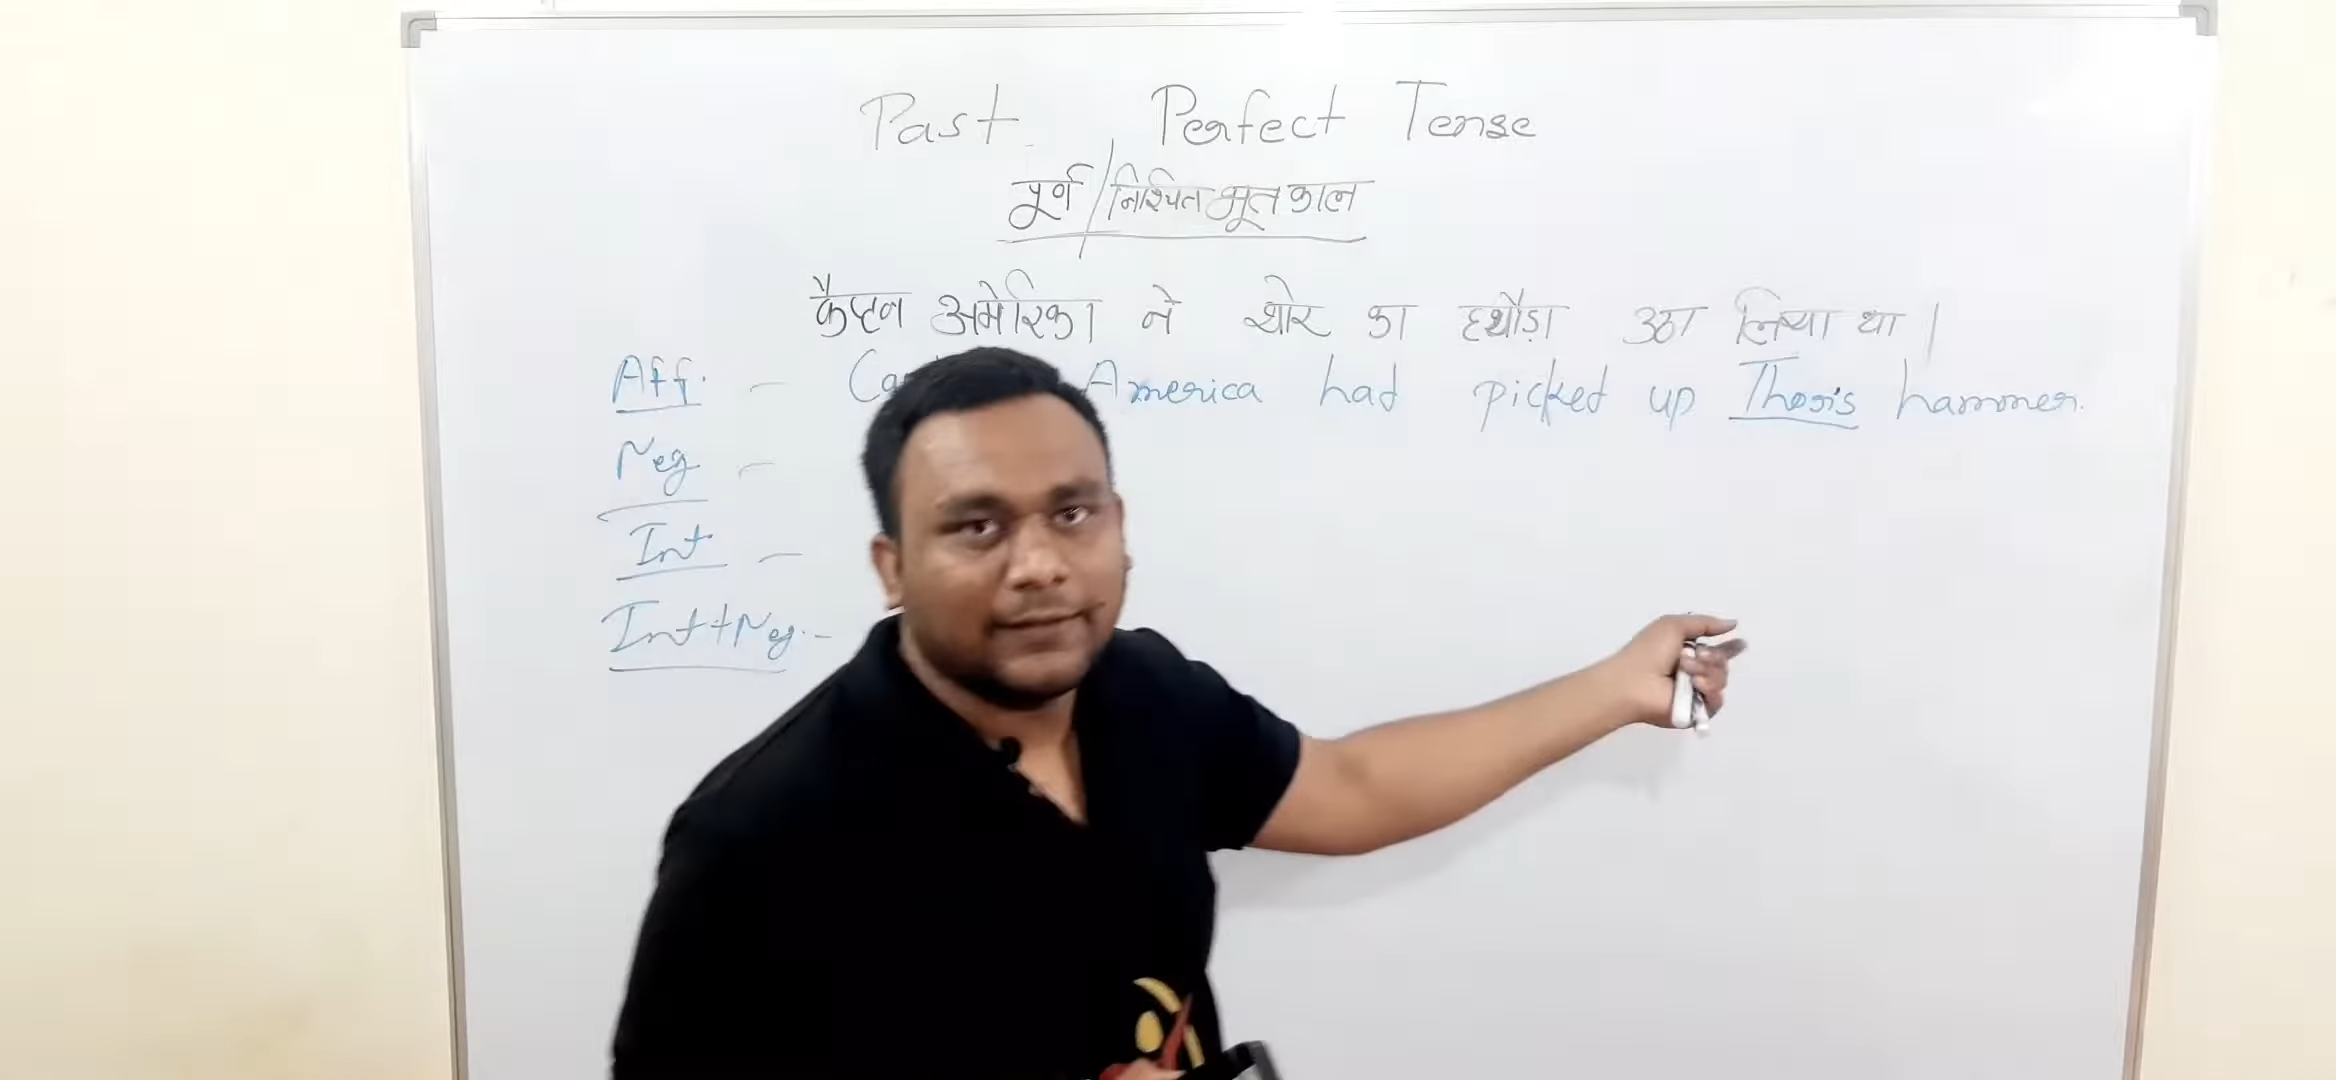 Past Perfect Tense
पूर्ण/निश्चित भूतकाल
कैप्टन अमेरिका ने थोर का हथौड़ा उठा लिया था।
Aff. - America had picked up Thor's hammer.
Neg -
Int -
Int+Neg.-